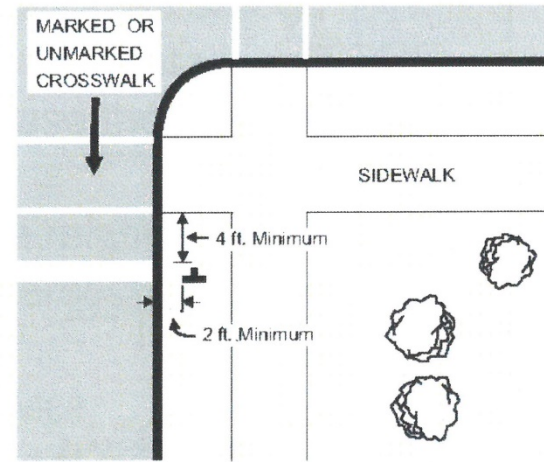 MARKED OR
UNMARKED
CROSSWALK
SIDEWALK
4 ft. Minimum
2 ft. Minimum